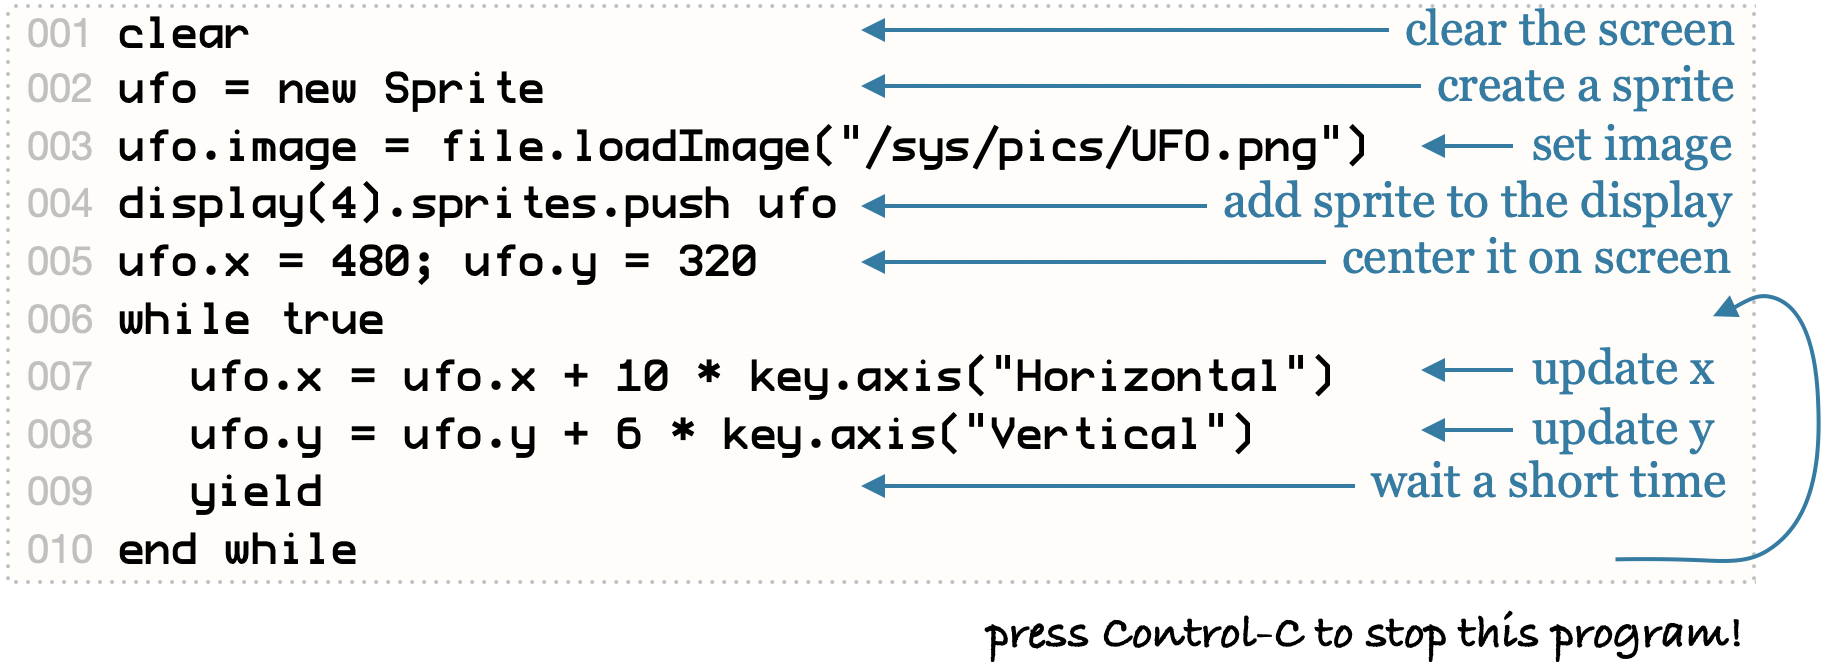 001 clear clear the screen
002 ufo = new Sprite create a sprite
003 ufo.image = file.loadImage("/sys/pics/UFO.png") set image
004 display(4).sprites.push ufo add sprite to the display
005 ufo.x = 480; ufo.y = 320 center it on screen
006 while true
007 ufo.x = ufo.x + 10 * key.axis("Horizontal") update x
008 ufo.y = ufo.y + 6 * key.axis("Vertical") update y
009 yield wait a short time
010 end while
press Control-C to stop this program!